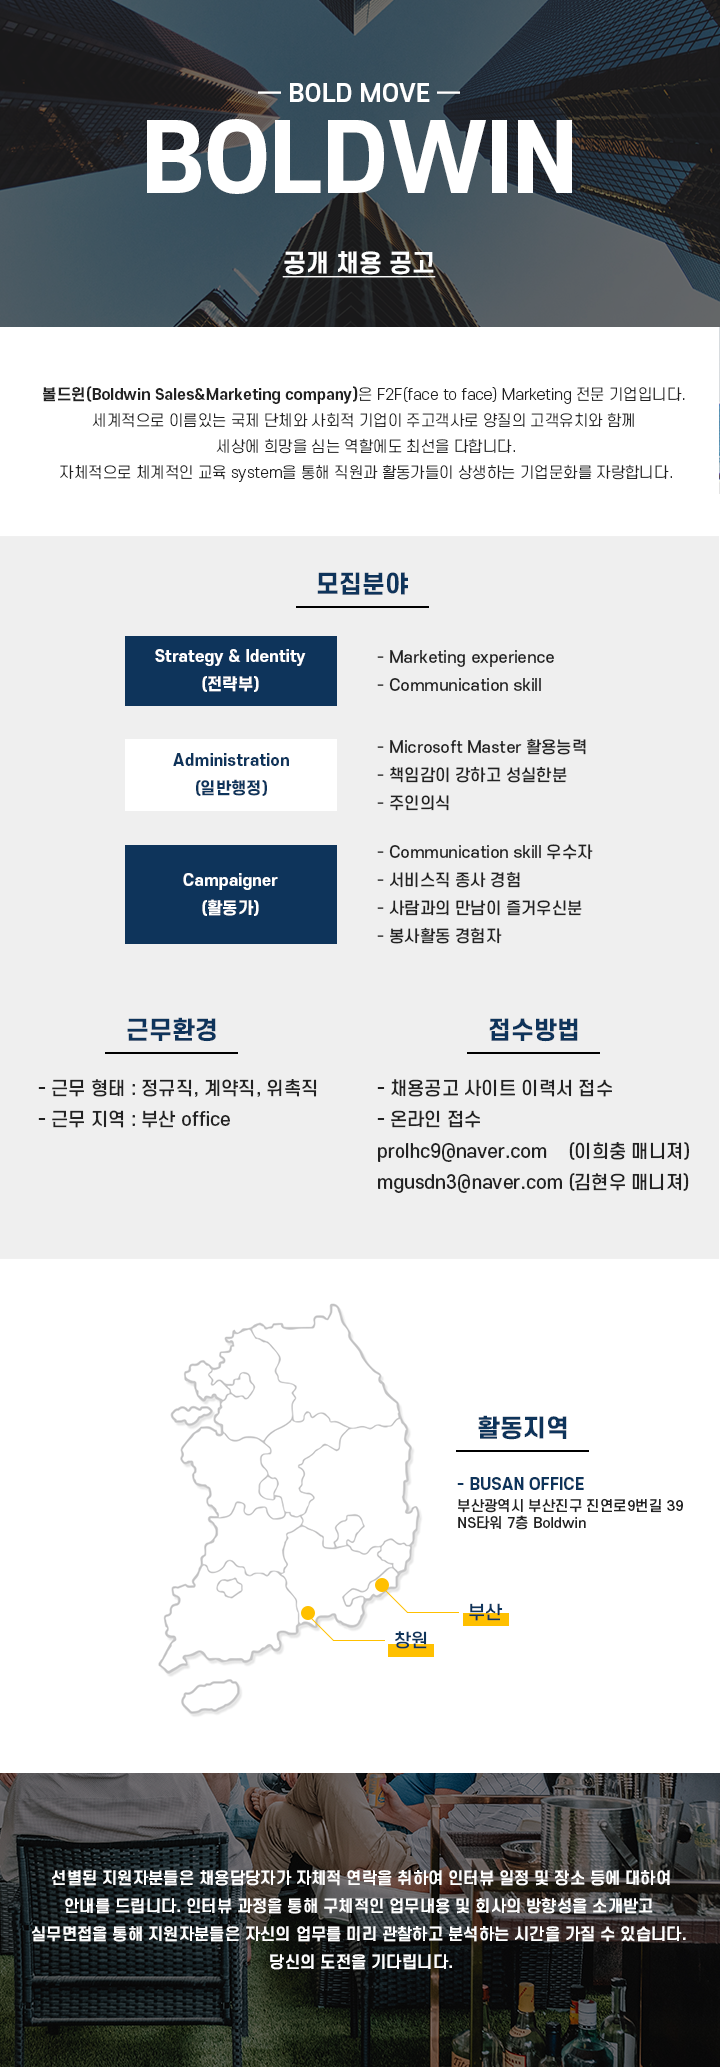 — BOLD MOVE —
BOLDWIN
공개 채용 공고
볼드윈(Boldwin Sales&Marketing company)은 F2F(face to face) Marketing 전문 기업입니다.
세계적으로 이름있는 국제 단체와 사회적 기업이 주고객사로 양질의 고객유치와 함께
세상에 희망을 심는 역할에도 최선을 다합니다.
자체적으로 체계적인 교육 system을 통해 직원과 활동가들이 상생하는 기업문화를 자랑합니다.
모집분야
Strategy & Identity
(전략부)
- Marketing experience
- Communication skill
Administration
(일반행정)
- Microsoft Master 활용능력
- 책임감이 강하고 성실한분
- 주인의식
Campaigner
(활동가)
- Communication skill 우수자
- 서비스직 종사 경험
- 사람과의 만남이 즐거우신분
- 봉사활동 경험자
근무환경
- 근무 형태 : 정규직, 계약직, 위촉직
- 근무 지역 : 부산 office
접수방법
- 채용공고 사이트 이력서 접수
- 온라인 접수
prolhc9@naver.com (이희충 매니져)
mgusdn3@naver.com (김현우 매니져)
활동지역
- BUSAN OFFICE
부산광역시 부산진구 진연로9번길 39
NS타워 7층 Boldwin
부산
창원
선별된 지원자분들은 채용담당자가 자체적 연락을 취하여 인터뷰 일정 및 장소 등에 대하여
안내를 드립니다. 인터뷰 과정을 통해 구체적인 업무내용 및 회사의 방향성을 소개받고
실무면접을 통해 지원자분들은 자신의 업무를 미리 관찰하고 분석하는 시간을 가질 수 있습니다.
당신의 도전을 기다립니다.